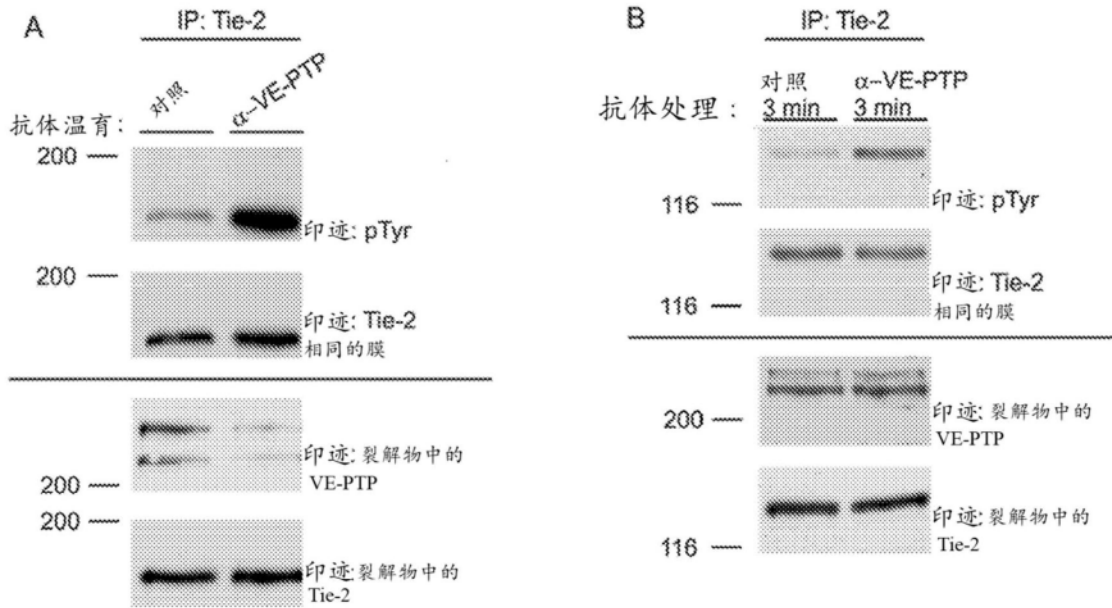 A
IP: Tie-2
对照
α-VE-PTP
抗体温育:
200
印迹: pTyr
200
印迹: Tie-2
相同的膜
印迹: 裂解物中的
VE-PTP
200
200
印迹: 裂解物中的
Tie-2
B
IP: Tie-2
对照
α-VE-PTP
抗体处理:
3 min
3 min
116
印迹: pTyr
印迹: Tie-2
116
相同的膜
200
印迹: 裂解物中的
VE-PTP
印迹: 裂解物中的
116
Tie-2